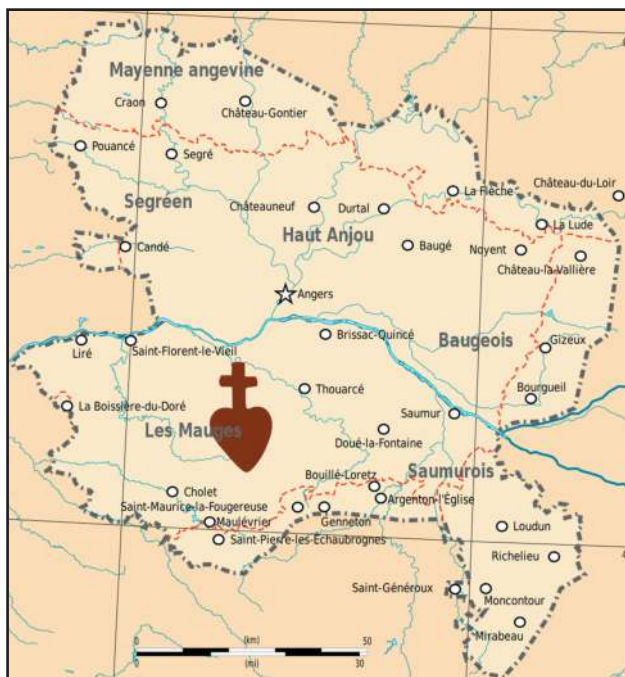 Mayenne angevine
Craon
Château-Gontier
Pouancé
Segré
Château-du-Loir
La Flèche
Segréen
Châteauneuf
Durtal
La Lude
Haut Anjou
Candé
Baugé
Noyent
Château-la-Vallière
Angers
Brissac-Quincé
Baugeois
Gizeux
Liré
Saint-Florent-le-Vieil
Thouarcé
Bourgueil
La Boissière-du-Doré
Saumur
Les Mauges
Doué-la-Fontaine
Saumurois
Bouillé-Loretz
Cholet
Argenton-l'Église
Saint-Maurice-la-Fougereuse
Maulévrier
Genneton
Loudun
Saint-Pierre-les-Échaubrognes
Richelieu
Saint-Généroux
Moncontour
Mirabeau
0 (km) 50
0 (mi) 30